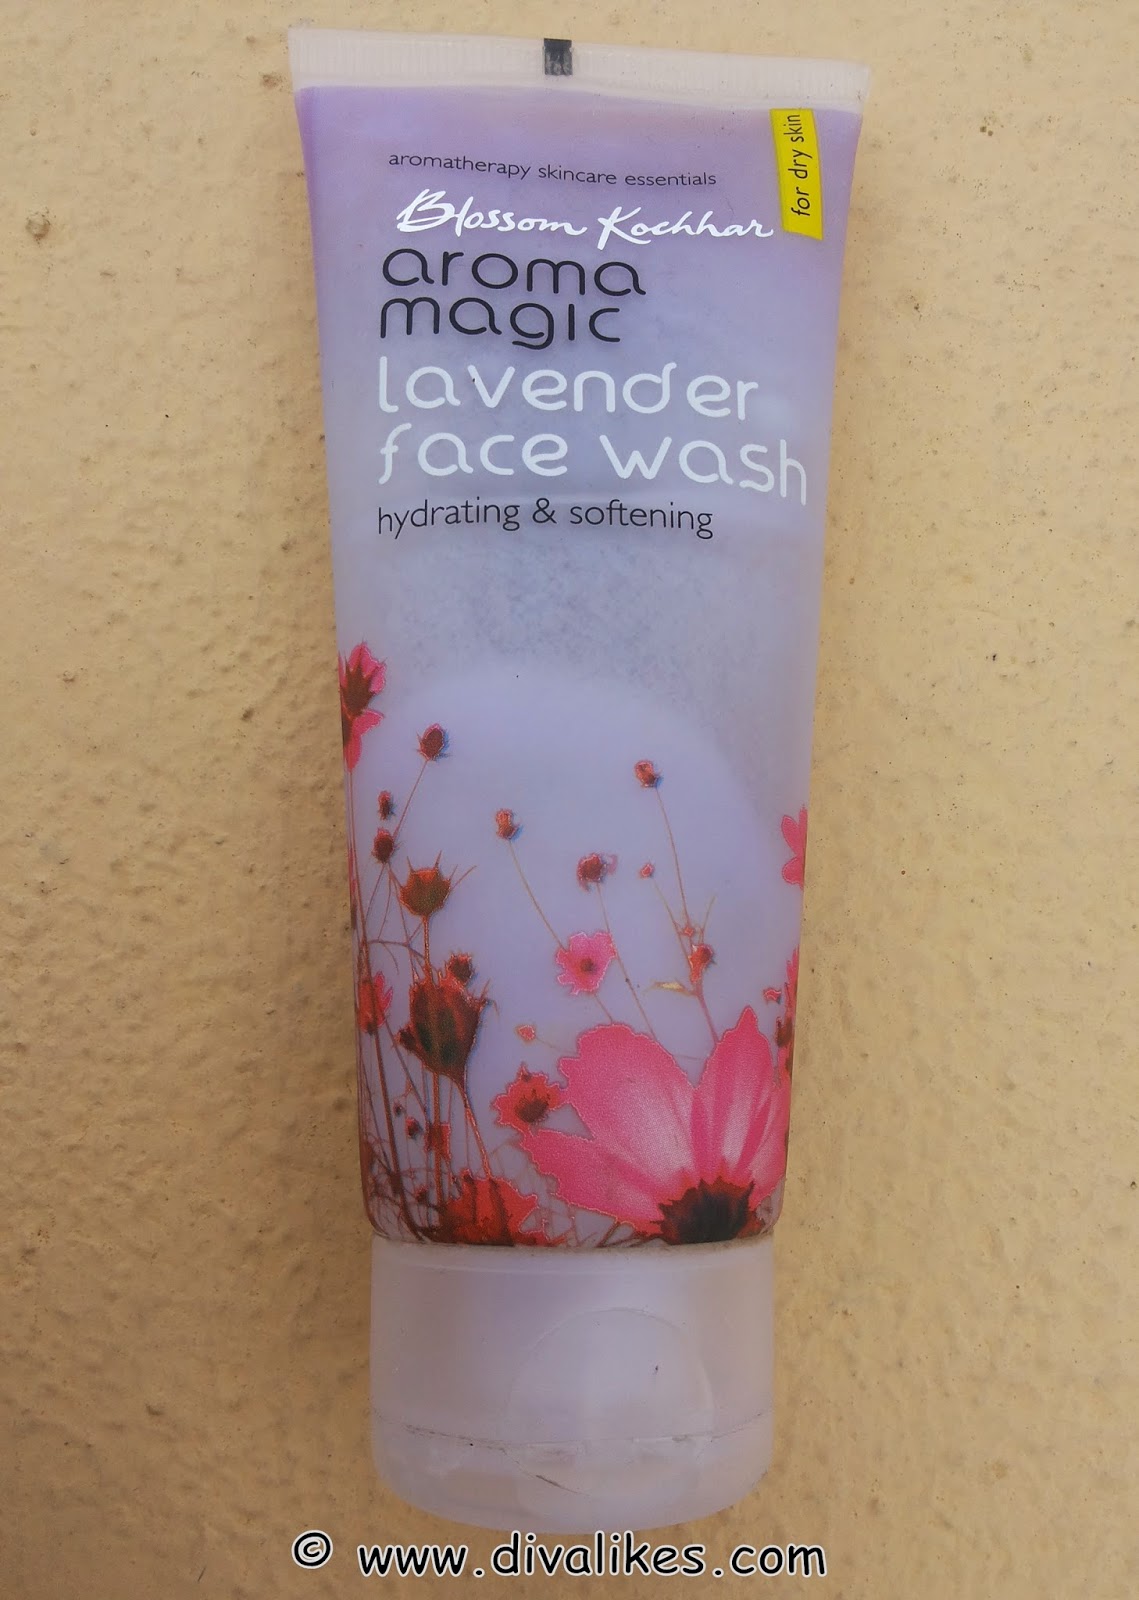 aromatherapy skincare essentials
for dry skin
Blossom Kochhar
aroma
magic
lavender
face wash
hydrating & softening
© www.divalikes.com